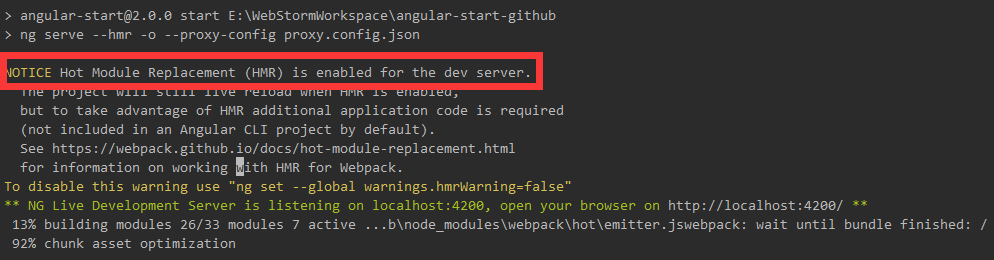 > angular-start@2.0.0 start E:\WebStormWorkspace\angular-start-github
> ng serve --hmr -o --proxy-config proxy.config.json
NOTICE Hot Module Replacement (HMR) is enabled for the dev server.
The project will still live reload when HMR is enabled,
but to take advantage of HMR additional application code is required
(not included in an Angular CLI project by default).
See https://webpack.github.io/docs/hot-module-replacement.html
for information on working with HMR for Webpack.
To disable this warning use "ng set --global warnings.hmrWarning=false"
** NG Live Development Server is listening on localhost:4200, open your browser on http://localhost:4200/ **
13% building modules 26/33 modules 7 active ...b\node_modules\webpack\hot\emitter.jswebpack: wait until bundle finished: /
92% chunk asset optimization